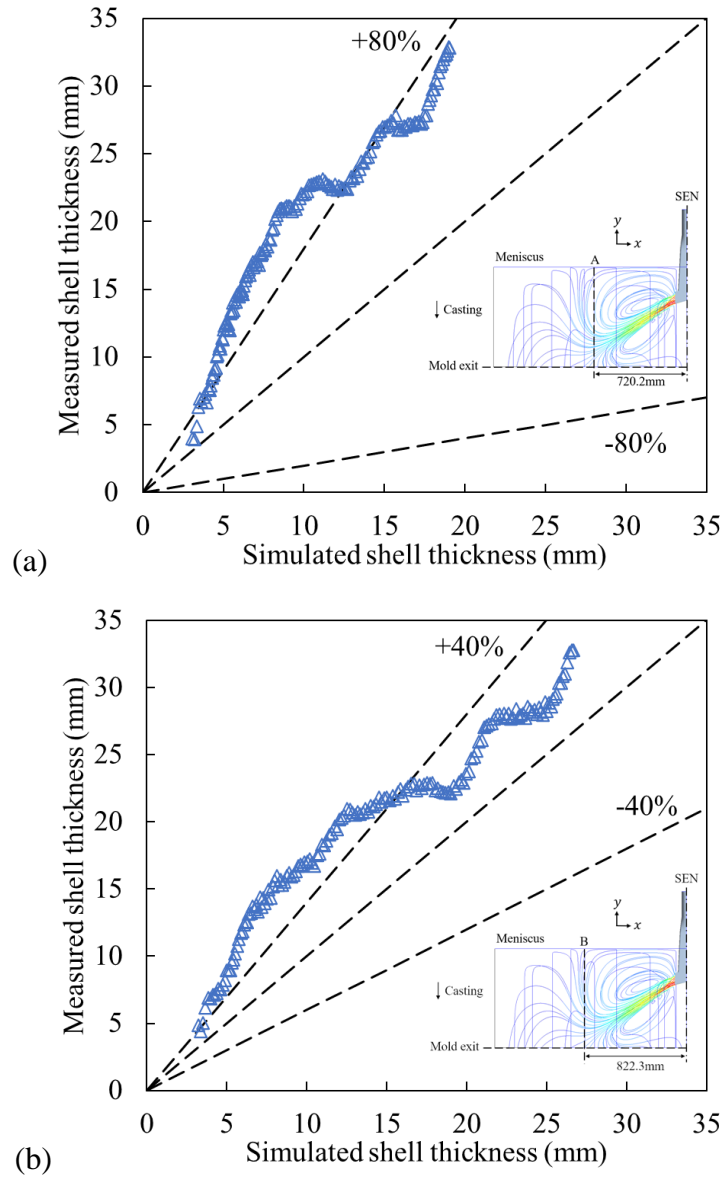 35
+80%
30
25
20
15
10
5
0
Measured shell thickness (mm)
SEN
y
x
Meniscus
A
Casting
Mold exit
720.2mm
-80%
0 5 10 15 20 25 30 35
Simulated shell thickness (mm)
(a)
35
+40%
30
25
20
15
10
5
0
Measured shell thickness (mm)
-40%
SEN
y
x
Meniscus
B
Casting
Mold exit
822.3mm
0 5 10 15 20 25 30 35
Simulated shell thickness (mm)
(b)